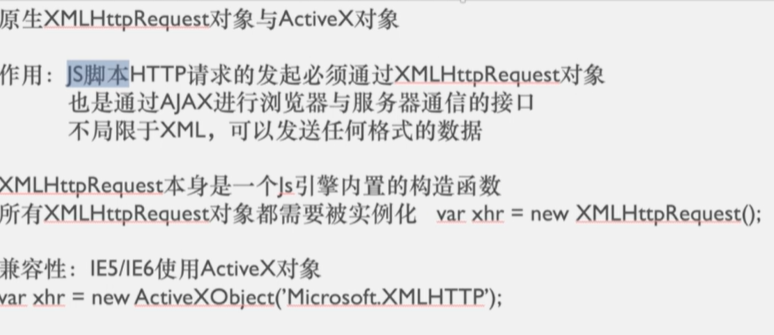 原生XMLHttpRequest对象与ActiveX对象
作用：JS脚本HTTP请求的发起必须通过XMLHttpRequest对象
也是通过AJAX进行浏览器与服务器通信的接口
不局限于XML，可以发送任何格式的数据
XMLHttpRequest本身是一个Js引擎内置的构造函数
所有XMLHttpRequest对象都需要被实例化 var xhr = new XMLHttpRequest();
兼容性：IE5/IE6使用ActiveX对象
var xhr = new ActiveXObject('Microsoft.XMLHTTP');